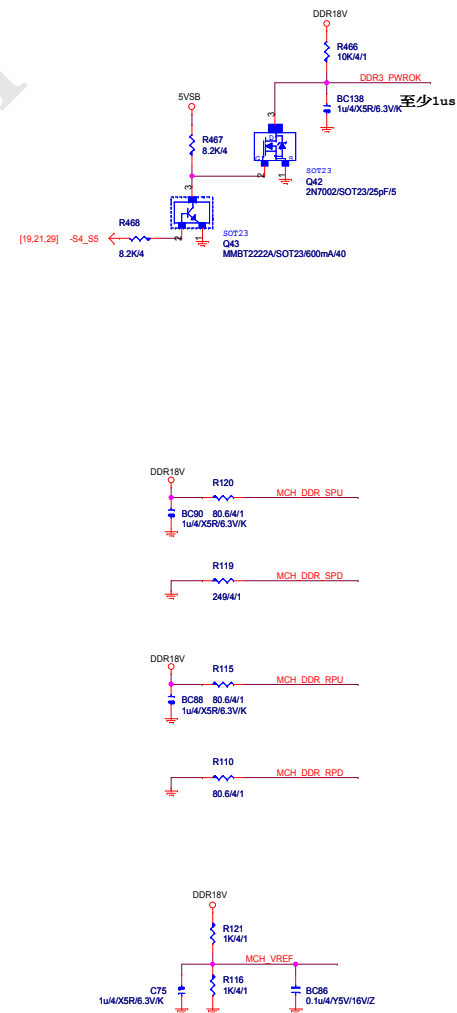 DDR18V
R466
10K/4/1
DDR3_PWROK
BC138
1u/4/X5R/6.3V/K
至少1us
5VSB
R467
8.2K/4
3
3
D
G
S
2
1
SOT23
Q42
2N7002/SOT23/25pF/5
R468
[19,21,29] -S4_S5
8.2K/4
2
1
SOT23
Q43
MMBT2222A/SOT23/600mA/40
DDR18V
R120
MCH_DDR_SPU
BC90 80.6/4/1
1u/4/X5R/6.3V/K
R119
MCH_DDR_SPD
249/4/1
DDR18V
R115
MCH_DDR_RPU
BC88 80.6/4/1
1u/4/X5R/6.3V/K
R110
MCH_DDR_RPD
80.6/4/1
DDR18V
R121
1K/4/1
MCH_VREF
C75
1u/4/X5R/6.3V/K
R116
1K/4/1
BC86
0.1u/4/Y5V/16V/Z